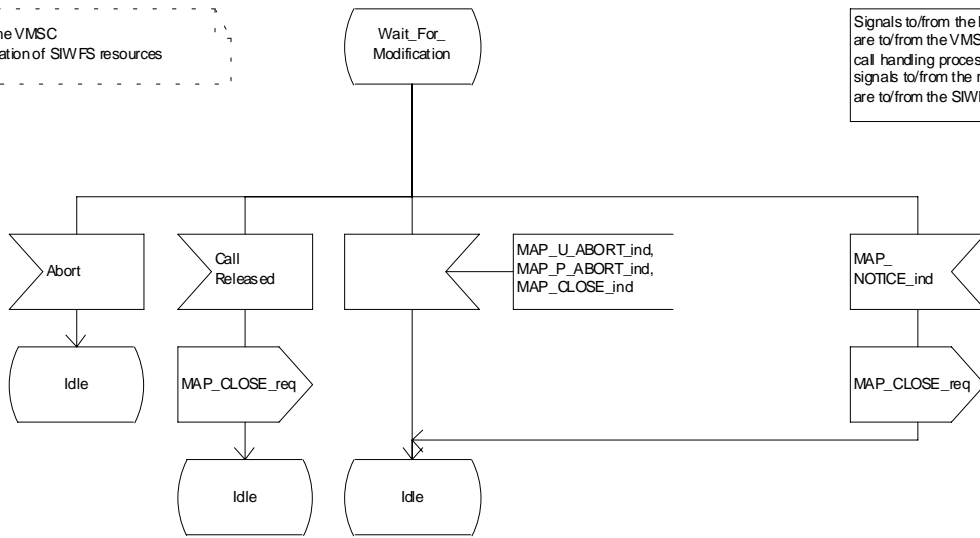 ne VMSC
ation of SIWFS resources
Wait_For_
Modification
Signals to/from the
are to/from the VMS
call handling proces
signals to/from the
are to/from the SIW
Abort
Call
Released
MAP_U_ABORT_ind,
MAP_P_ABORT_ind,
MAP_CLOSE_ind
MAP_
NOTICE_ind
Idle
MAP_CLOSE_req
MAP_CLOSE_req
Idle
Idle